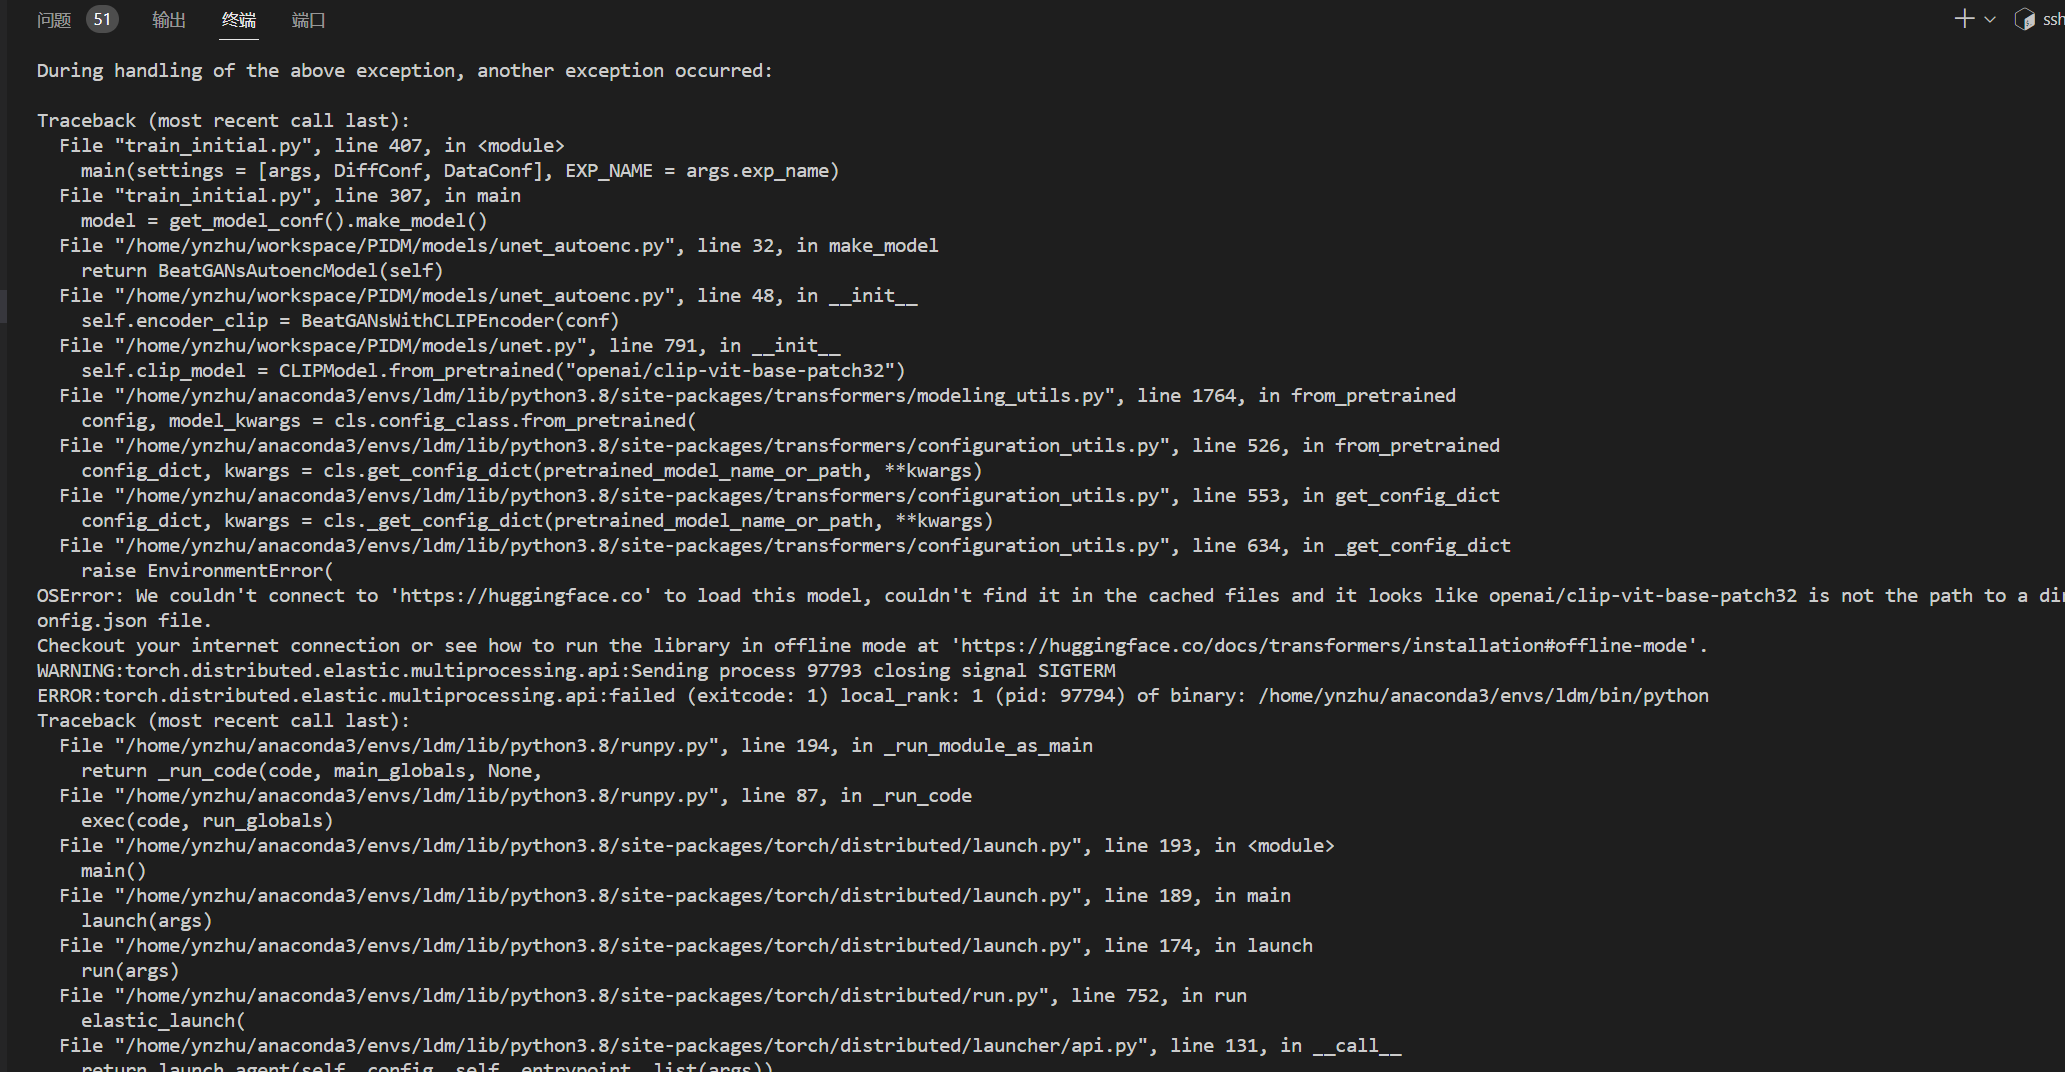 问题 51 输出 终端 端口 ssh
During handling of the above exception, another exception occurred:
Traceback (most recent call last):
File "train_initial.py", line 407, in <module>
main(settings = [args, DiffConf, DataConf], EXP_NAME = args.exp_name)
File "train_initial.py", line 307, in main
model = get_model_conf().make_model()
File "/home/ynzhu/workspace/PIDM/models/unet_autoenc.py", line 32, in make_model
return BeatGANsAutoencModel(self)
File "/home/ynzhu/workspace/PIDM/models/unet_autoenc.py", line 48, in __init__
self.encoder_clip = BeatGANsWithCLIPEncoder(conf)
File "/home/ynzhu/workspace/PIDM/models/unet.py", line 791, in __init__
self.clip_model = CLIPModel.from_pretrained("openai/clip-vit-base-patch32")
File "/home/ynzhu/anaconda3/envs/ldm/lib/python3.8/site-packages/transformers/modeling_utils.py", line 1764, in from_pretrained
config, model_kwargs = cls.config_class.from_pretrained(
File "/home/ynzhu/anaconda3/envs/ldm/lib/python3.8/site-packages/transformers/configuration_utils.py", line 526, in from_pretrained
config_dict, kwargs = cls.get_config_dict(pretrained_model_name_or_path, **kwargs)
File "/home/ynzhu/anaconda3/envs/ldm/lib/python3.8/site-packages/transformers/configuration_utils.py", line 553, in get_config_dict
config_dict, kwargs = cls._get_config_dict(pretrained_model_name_or_path, **kwargs)
File "/home/ynzhu/anaconda3/envs/ldm/lib/python3.8/site-packages/transformers/configuration_utils.py", line 634, in _get_config_dict
raise EnvironmentError(
OSError: We couldn't connect to 'https://huggingface.co' to load this model, couldn't find it in the cached files and it looks like openai/clip-vit-base-patch32 is not the path to a di
onfig.json file.
Checkout your internet connection or see how to run the library in offline mode at 'https://huggingface.co/docs/transformers/installation#offline-mode'.
WARNING:torch.distributed.elastic.multiprocessing.api:Sending process 97793 closing signal SIGTERM
ERROR:torch.distributed.elastic.multiprocessing.api:failed (exitcode: 1) local_rank: 1 (pid: 97794) of binary: /home/ynzhu/anaconda3/envs/ldm/bin/python
Traceback (most recent call last):
File "/home/ynzhu/anaconda3/envs/ldm/lib/python3.8/runpy.py", line 194, in _run_module_as_main
return _run_code(code, main_globals, None,
File "/home/ynzhu/anaconda3/envs/ldm/lib/python3.8/runpy.py", line 87, in _run_code
exec(code, run_globals)
File "/home/ynzhu/anaconda3/envs/ldm/lib/python3.8/site-packages/torch/distributed/launch.py", line 193, in <module>
main()
File "/home/ynzhu/anaconda3/envs/ldm/lib/python3.8/site-packages/torch/distributed/launch.py", line 189, in main
launch(args)
File "/home/ynzhu/anaconda3/envs/ldm/lib/python3.8/site-packages/torch/distributed/launch.py", line 174, in launch
run(args)
File "/home/ynzhu/anaconda3/envs/ldm/lib/python3.8/site-packages/torch/distributed/run.py", line 752, in run
elastic_launch(
File "/home/ynzhu/anaconda3/envs/ldm/lib/python3.8/site-packages/torch/distributed/launcher/api.py", line 131, in __call__
return launch_agent(self._config, self._entrypoint, list(args))